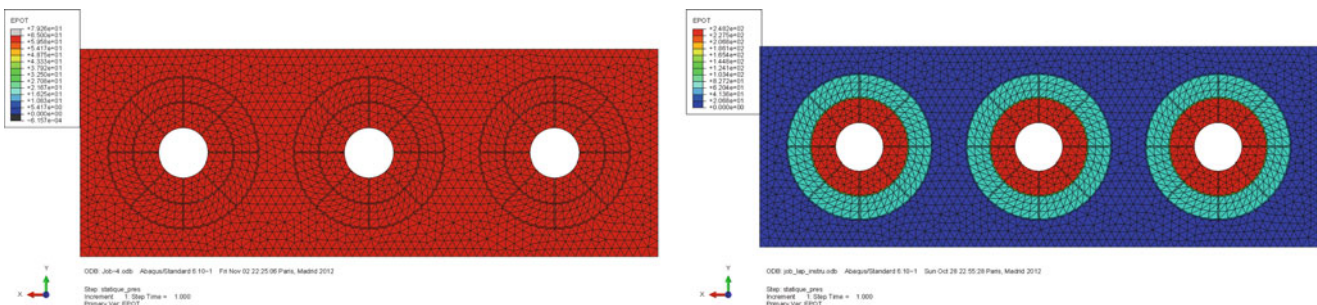 EPOT
+7.926e+01
+6.500e+01
+5.958e+01
+5.417e+01
+4.875e+01
+4.333e+01
+3.792e+01
+3.250e+01
+2.708e+01
+2.167e+01
+1.625e+01
+1.083e+01
+5.417e+00
+0.000e+00
-6.157e-04
Y
X
ODB: Job-4.odb Abaqus/Standard 6.10-1 Fri Nov 02 22:25:06 Paris, Madrid 2012
Step: statique_pres
Increment 1: Step Time = 1.000
Primary Var: EPOT
EPOT
+2.482e+02
+2.275e+02
+2.068e+02
+1.861e+02
+1.654e+02
+1.448e+02
+1.241e+02
+1.034e+02
+8.272e+01
+6.204e+01
+4.136e+01
+2.068e+01
+0.000e+00
Y
X
ODB: job_lap_instru.odb Abaqus/Standard 6.10-1 Sun Oct 28 22:55:28 Paris, Madrid 2012
Step: statique_pres
Increment 1: Step Time = 1.000
Primary Var: EPOT